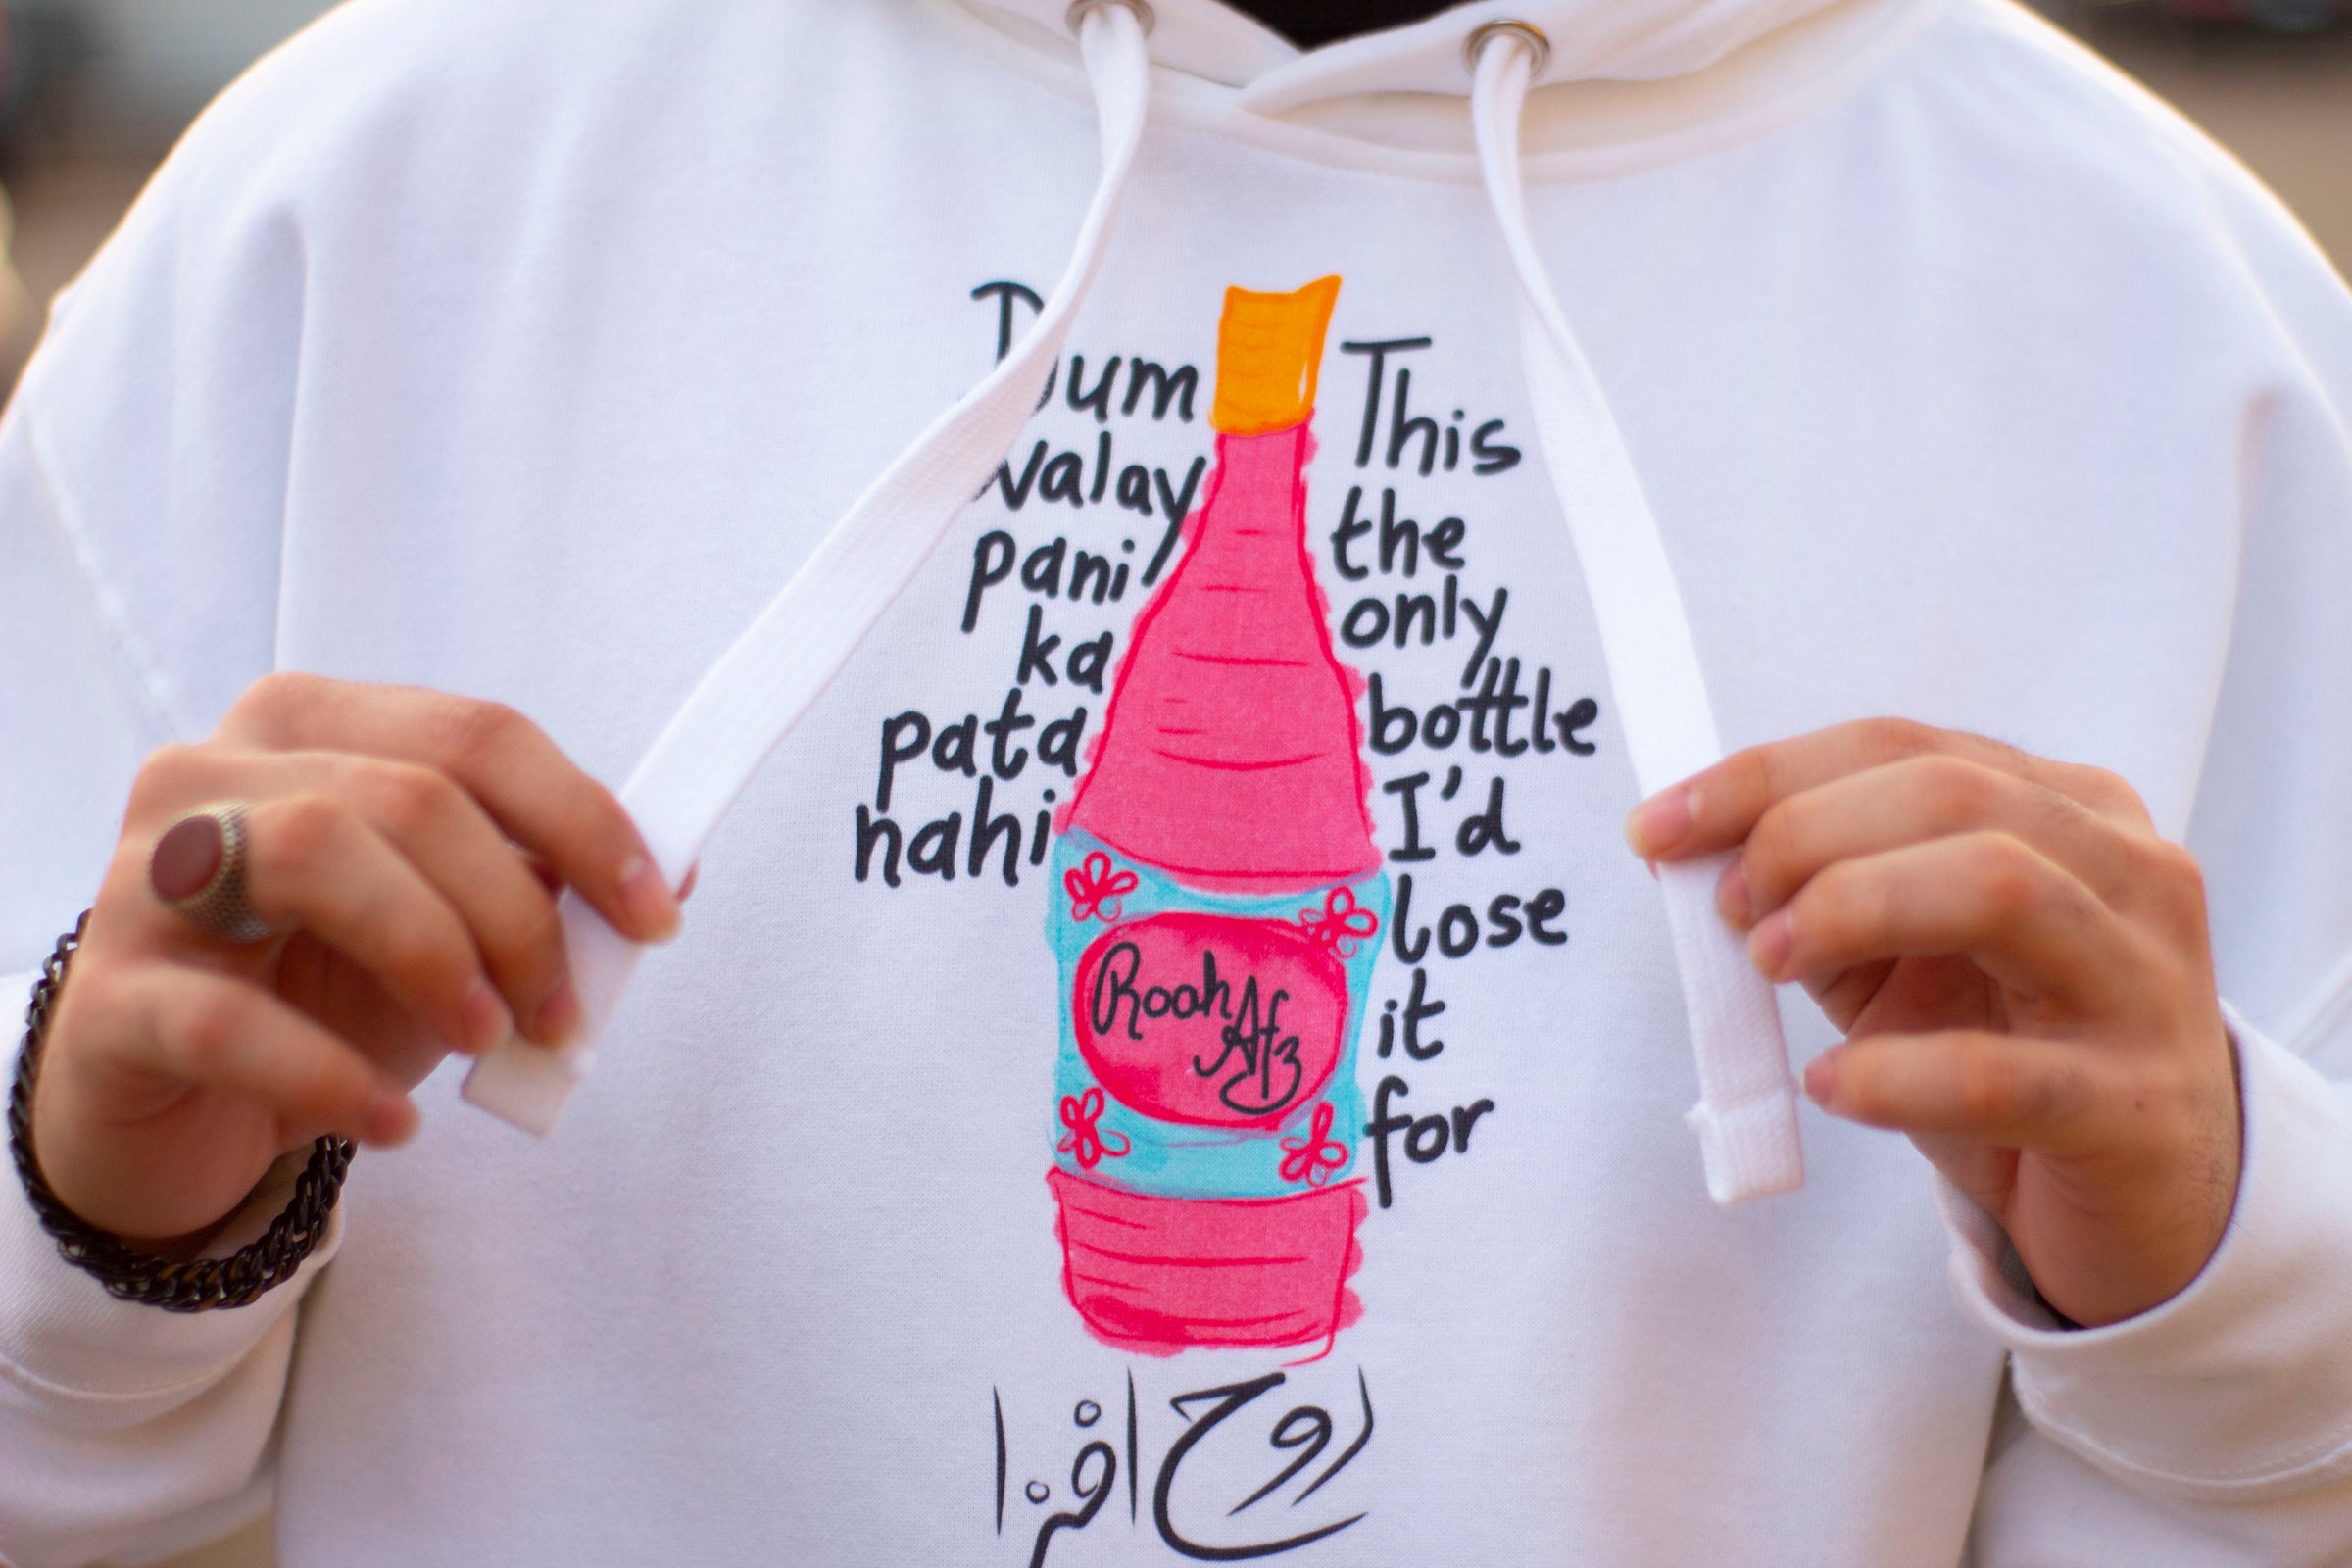 Dum
walay
pani
ka
pata
nahi
This
the
only
bottle
I'd
lose
it
for
Rooh
Afz
روح افزا